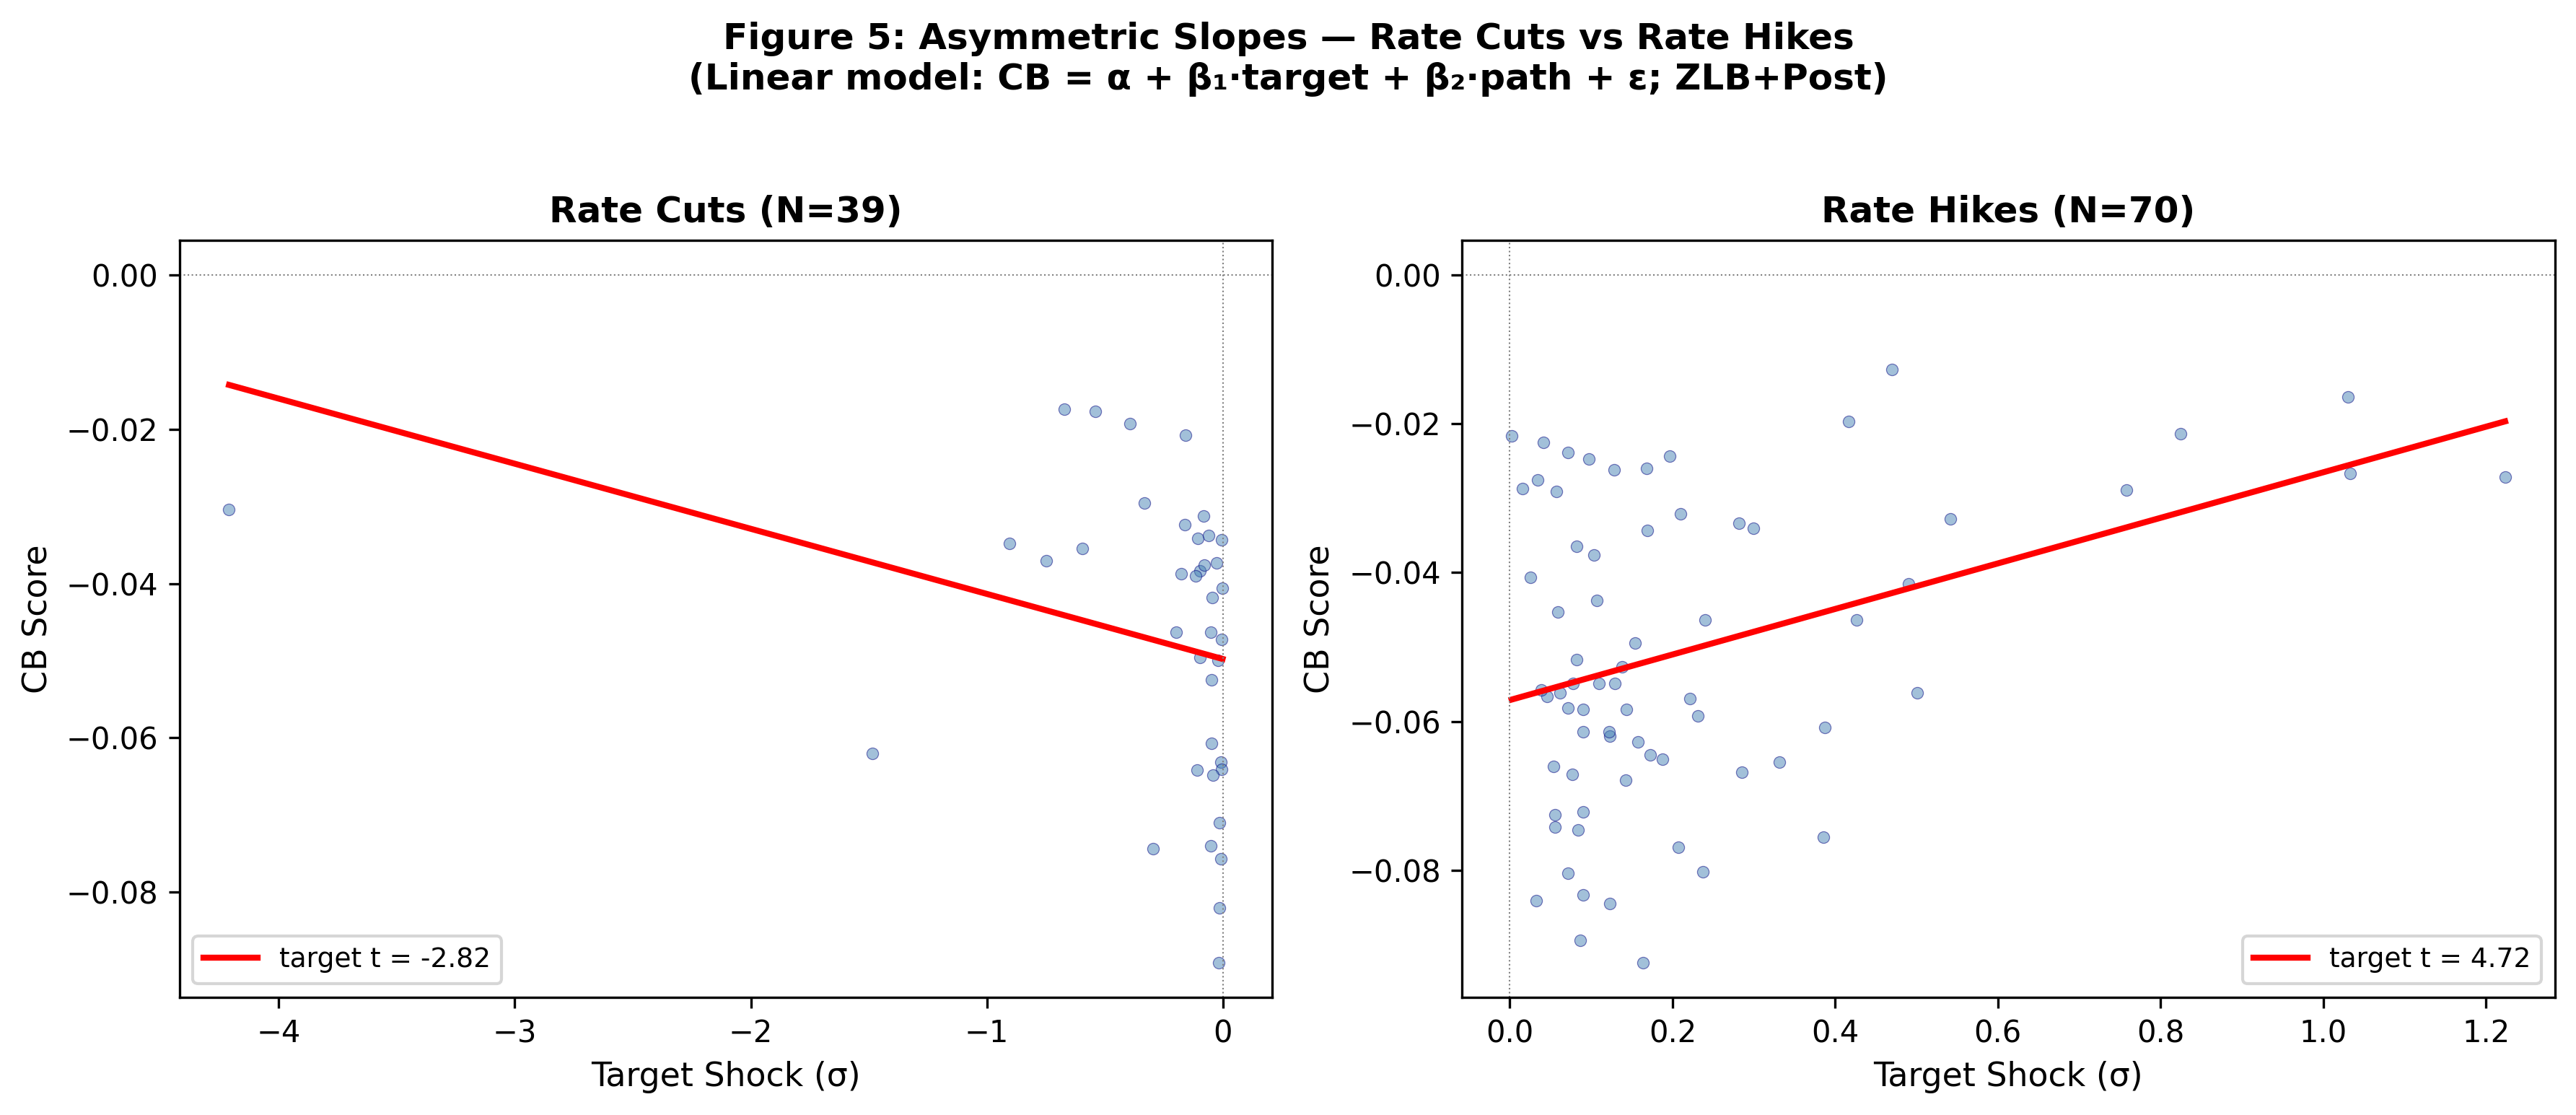 Figure 5: Asymmetric Slopes — Rate Cuts vs Rate Hikes
(Linear model: CB = α + β₁·target + β₂·path + ε; ZLB+Post)
Rate Cuts (N=39)
0.00
−0.02
−0.04
−0.06
−0.08
CB Score
target t = -2.82
−4
−3
−2
−1
0
Target Shock (σ)
Rate Hikes (N=70)
0.00
−0.02
−0.04
−0.06
−0.08
CB Score
target t = 4.72
0.0
0.2
0.4
0.6
0.8
1.0
1.2
Target Shock (σ)